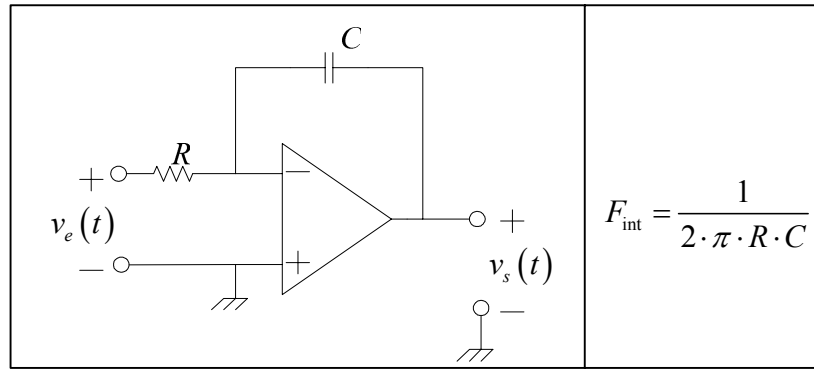 C
R
+
−
−
+
v_e(t)
−
+
v_s(t)
−
F_int = 1 / (2 · π · R · C)